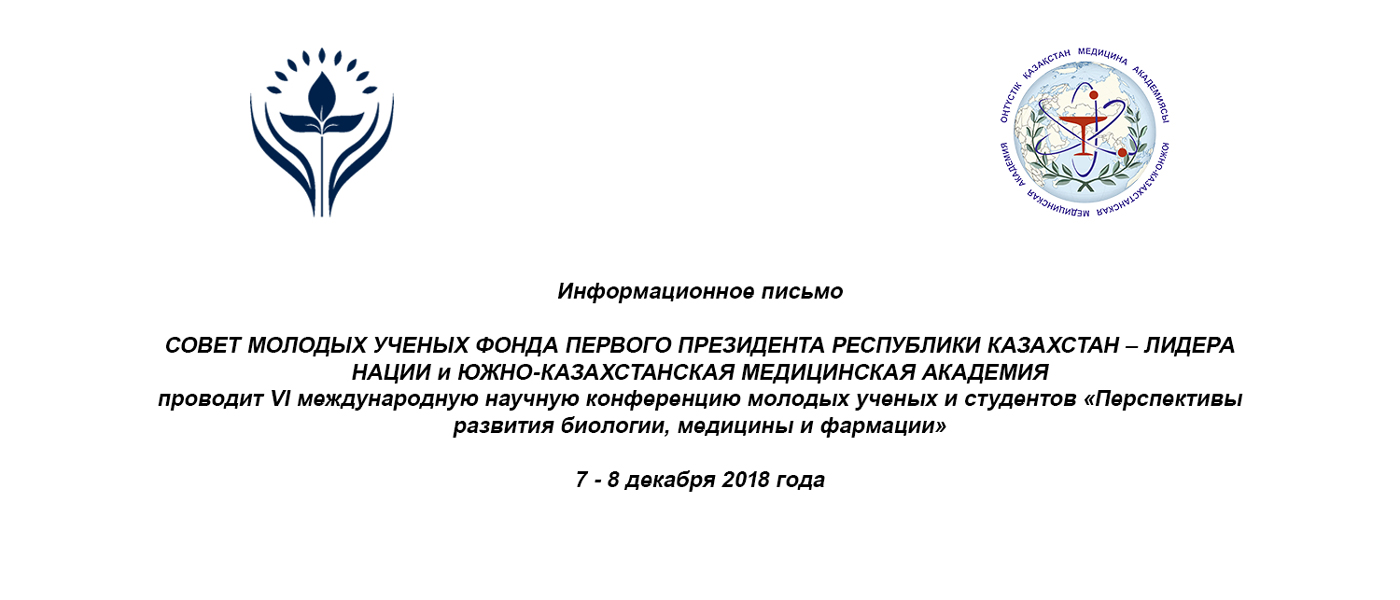 ОҢТҮСТІК ҚАЗАҚСТАН МЕДИЦИНА АКАДЕМИЯСЫ
ЮЖНО-КАЗАХСТАНСКАЯ МЕДИЦИНСКАЯ АКАДЕМИЯ
Информационное письмо
СОВЕТ МОЛОДЫХ УЧЕНЫХ ФОНДА ПЕРВОГО ПРЕЗИДЕНТА РЕСПУБЛИКИ КАЗАХСТАН – ЛИДЕРА
НАЦИИ и ЮЖНО-КАЗАХСТАНСКАЯ МЕДИЦИНСКАЯ АКАДЕМИЯ
проводит VI международную научную конференцию молодых ученых и студентов «Перспективы
развития биологии, медицины и фармации»
7 - 8 декабря 2018 года